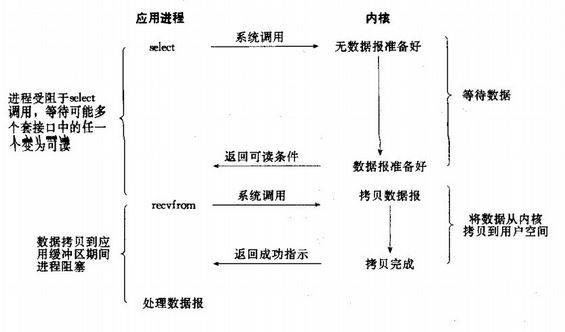 应用进程
内核
select
系统调用
无数据报准备好
进程受阻于select
调用，等待可能多
个套接口中的任一
个变为可读
等待数据
返回可读条件
数据报准备好
recvfrom
系统调用
拷贝数据报
将数据从内核
拷贝到用户空间
数据拷贝到应
用缓冲区期间
进程阻塞
返回成功指示
拷贝完成
处理数据报